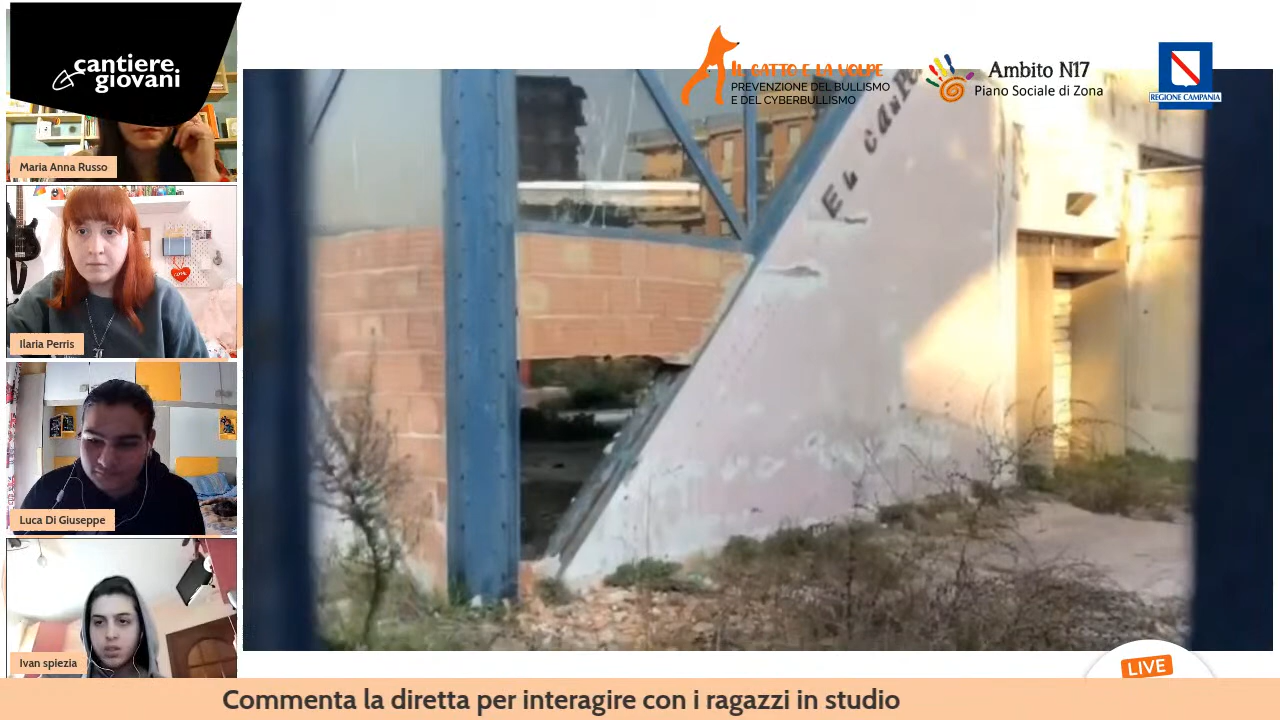 cantiere
giovani
Maria Anna Russo
Ilaria Perris
Luca Di Giuseppe
Ivan spiezia
IL GATTO E LA VOLPE
PREVENZIONE DEL BULLISMO
E DEL CYBERBULLISMO
Ambito N17
Piano Sociale di Zona
REGIONE CAMPANIA
EL
LIVE
Commenta la diretta per interagire con i ragazzi in studio